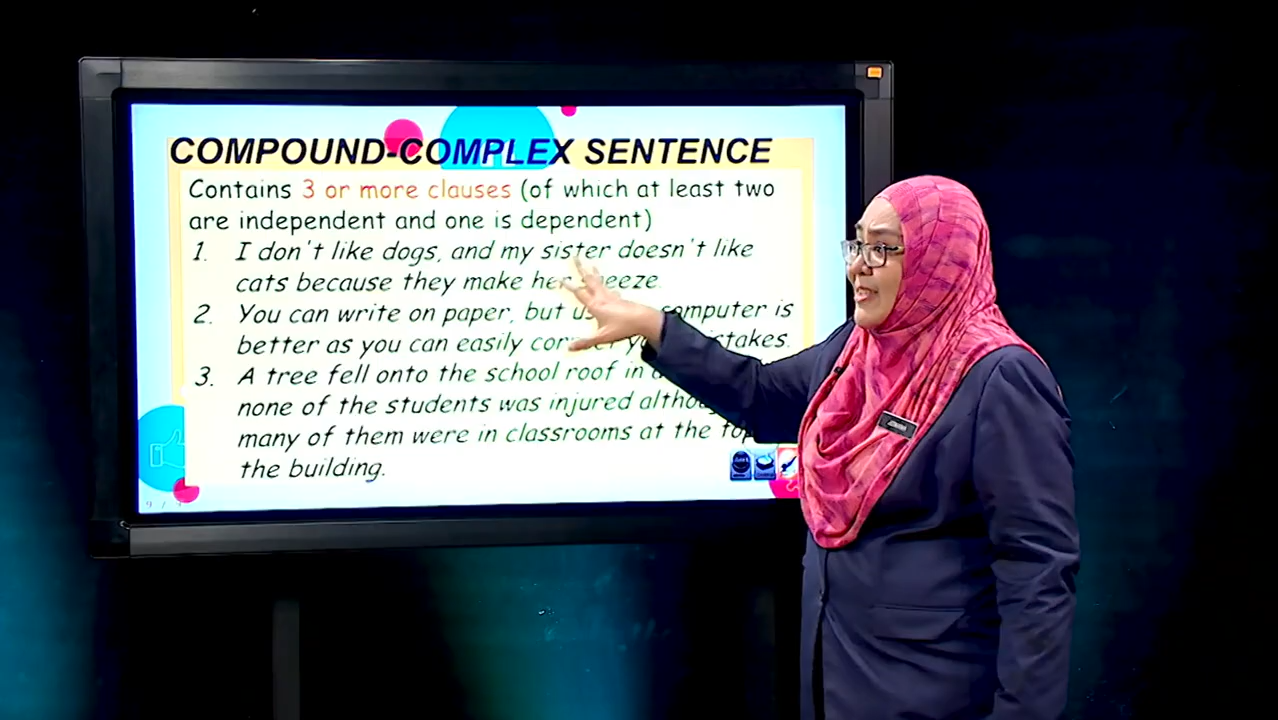 COMPOUND-COMPLEX SENTENCE
Contains 3 or more clauses (of which at least two
are independent and one is dependent)
1. I don't like dogs, and my sister doesn't like
cats because they make her sneeze.
2. You can write on paper, but computer is
better as you can easily correct mistakes.
3. A tree fell onto the school roof in
none of the students was injured although
many of them were in classrooms at the top
the building.